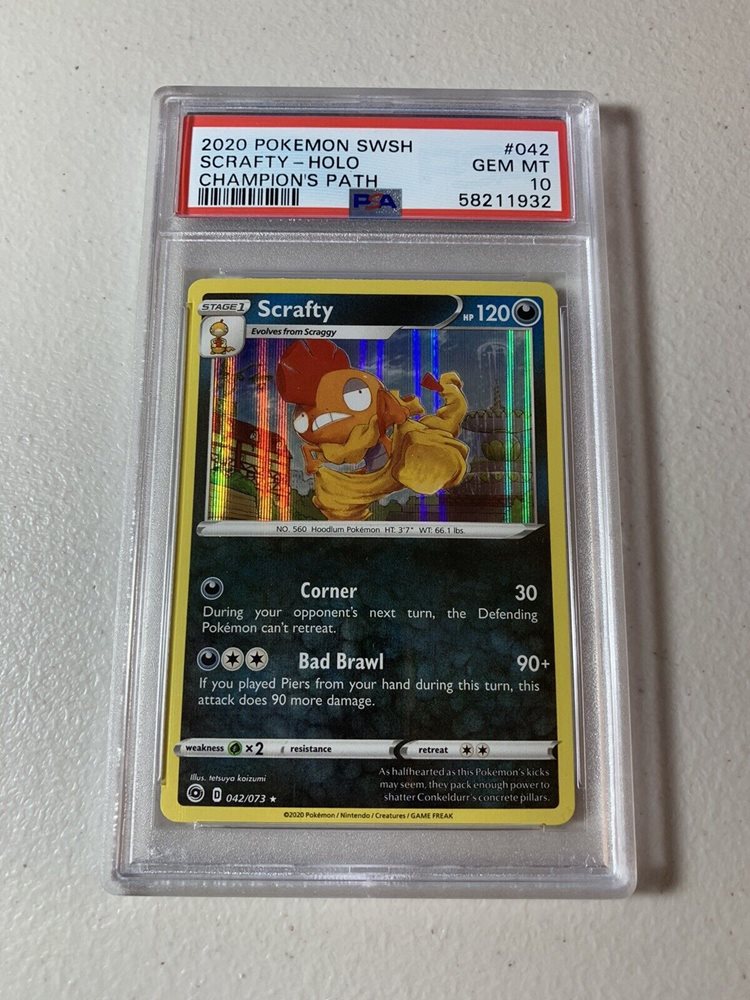 2020 POKEMON SWSH #042
SCRAFTY - HOLO GEM MT
CHAMPION'S PATH 10
PSA 58211932
STAGE 1 Scrafty HP 120
Evolves from Scraggy
NO. 560 Hoodlum Pokémon HT: 3'7" WT: 66.1 lbs.
Corner 30
During your opponent's next turn, the Defending
Pokémon can't retreat.
Bad Brawl 90+
If you played Piers from your hand during this turn, this
attack does 90 more damage.
weakness ×2 resistance retreat
Illus. tetsuya koizumi
As halfhearted as this Pokémon's kicks
may seem, they pack enough power to
shatter Conkeldurr's concrete pillars.
D 042/073 ★
©2020 Pokémon / Nintendo / Creatures / GAME FREAK